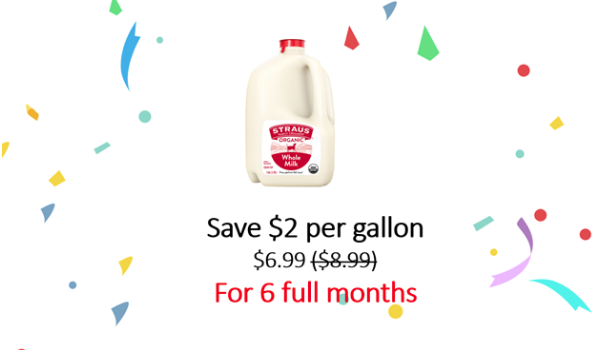 STRAUS
ORGANIC
Whole
Milk
Save $2 per gallon
$6.99 ($8.99)
For 6 full months